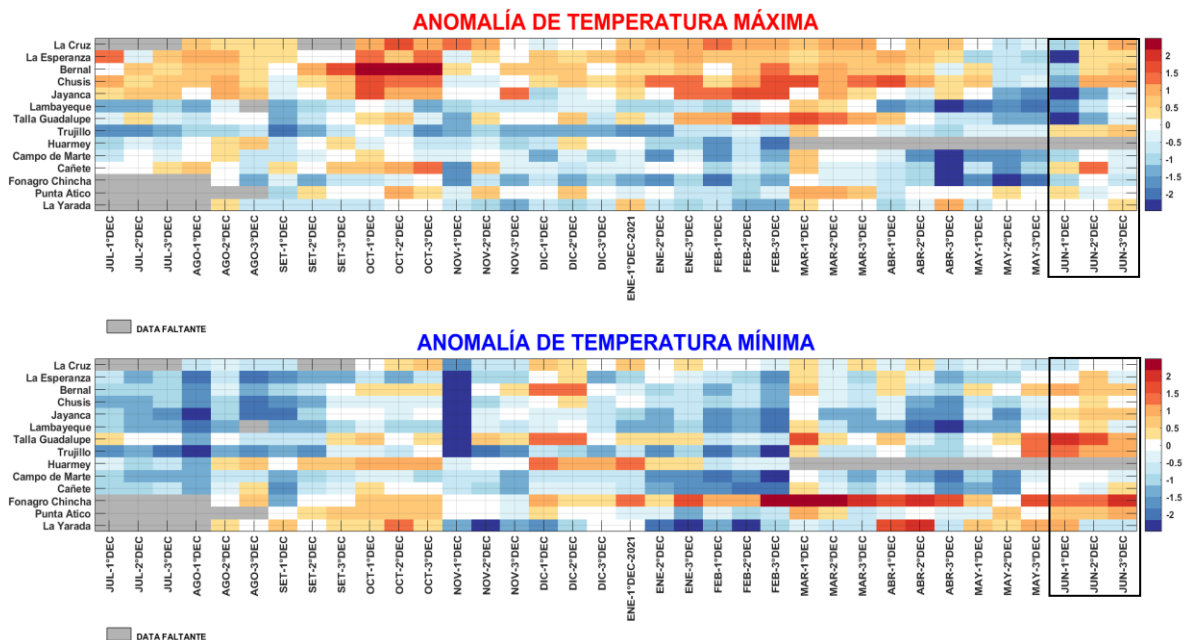 ANOMALÍA DE TEMPERATURA MÁXIMA
La Cruz
La Esperanza
Bernal
Chusis
Jayanca
Lambayeque
Talla Guadalupe
Trujillo
Huarmey
Campo de Marte
Cañete
Fonagro Chincha
Punta Atico
La Yarada
2
1.5
1
0.5
0
-0.5
-1
-1.5
-2
JUL-1°DEC
JUL-2°DEC
JUL-3°DEC
AGO-1°DEC
AGO-2°DEC
AGO-3°DEC
SET-1°DEC
SET-2°DEC
SET-3°DEC
OCT-1°DEC
OCT-2°DEC
OCT-3°DEC
NOV-1°DEC
NOV-2°DEC
NOV-3°DEC
DIC-1°DEC
DIC-2°DEC
DIC-3°DEC
ENE-1°DEC-2021
ENE-2°DEC
ENE-3°DEC
FEB-1°DEC
FEB-2°DEC
FEB-3°DEC
MAR-1°DEC
MAR-2°DEC
MAR-3°DEC
ABR-1°DEC
ABR-2°DEC
ABR-3°DEC
MAY-1°DEC
MAY-2°DEC
MAY-3°DEC
JUN-1°DEC
JUN-2°DEC
JUN-3°DEC
DATA FALTANTE
ANOMALÍA DE TEMPERATURA MÍNIMA
La Cruz
La Esperanza
Bernal
Chusis
Jayanca
Lambayeque
Talla Guadalupe
Trujillo
Huarmey
Campo de Marte
Cañete
Fonagro Chincha
Punta Atico
La Yarada
2
1.5
1
0.5
0
-0.5
-1
-1.5
-2
JUL-1°DEC
JUL-2°DEC
JUL-3°DEC
AGO-1°DEC
AGO-2°DEC
AGO-3°DEC
SET-1°DEC
SET-2°DEC
SET-3°DEC
OCT-1°DEC
OCT-2°DEC
OCT-3°DEC
NOV-1°DEC
NOV-2°DEC
NOV-3°DEC
DIC-1°DEC
DIC-2°DEC
DIC-3°DEC
ENE-1°DEC-2021
ENE-2°DEC
ENE-3°DEC
FEB-1°DEC
FEB-2°DEC
FEB-3°DEC
MAR-1°DEC
MAR-2°DEC
MAR-3°DEC
ABR-1°DEC
ABR-2°DEC
ABR-3°DEC
MAY-1°DEC
MAY-2°DEC
MAY-3°DEC
JUN-1°DEC
JUN-2°DEC
JUN-3°DEC
DATA FALTANTE